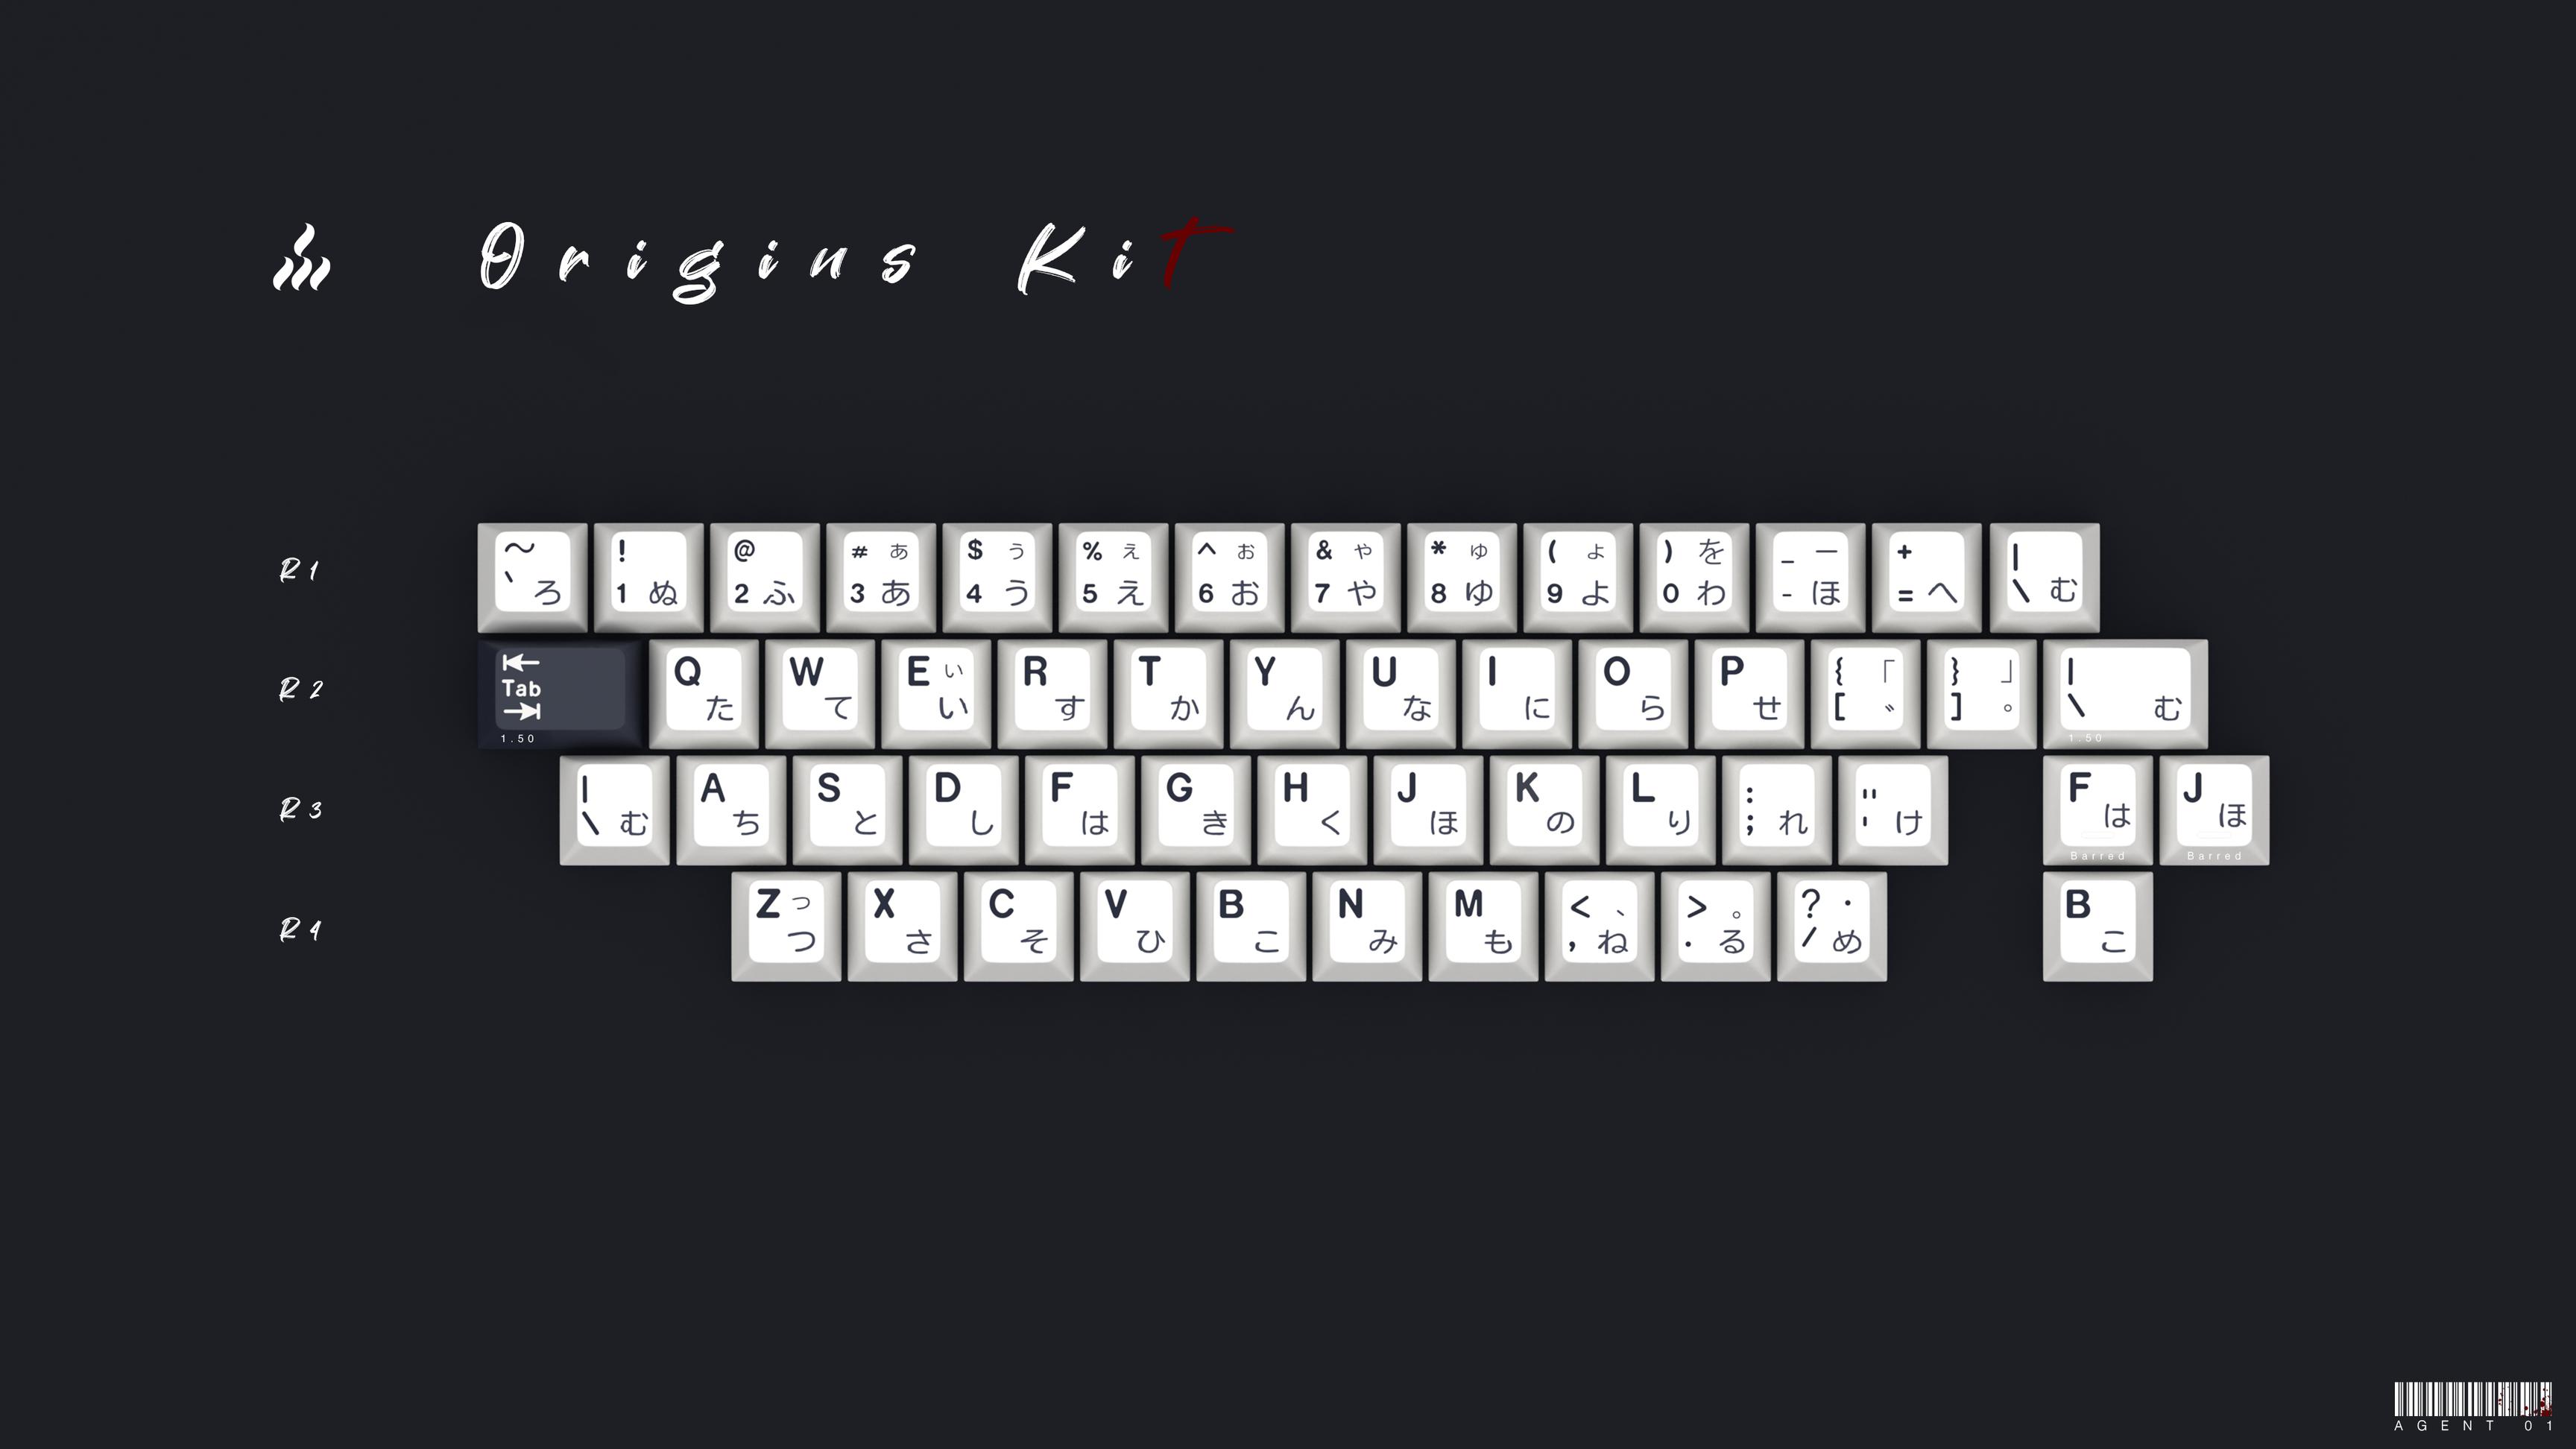 Origins Kit
R1
~ ` ろ ! 1 ぬ @ 2 ふ # ぁ 3 あ $ ぅ 4 う % ぇ 5 え ^ ぉ 6 お & ゃ 7 や * ゅ 8 ゆ ( ょ 9 よ ) を 0 わ _ ー - ほ + = へ | \ む
R2
Tab 1.50 Q た W て E ぃ い R す T か Y ん U な I に O ら P せ { 「 [ 〝 } 」 ] 。 | \ む 1.50
R3
| \ む A ち S と D し F は G き H く J ほ K の L り : ; れ " ' け F は Barred J ほ Barred
R4
Z っ つ X さ C そ V ひ B こ N み M も < 、 , ね > 。 . る ? ・ / め B こ
AGENT 01